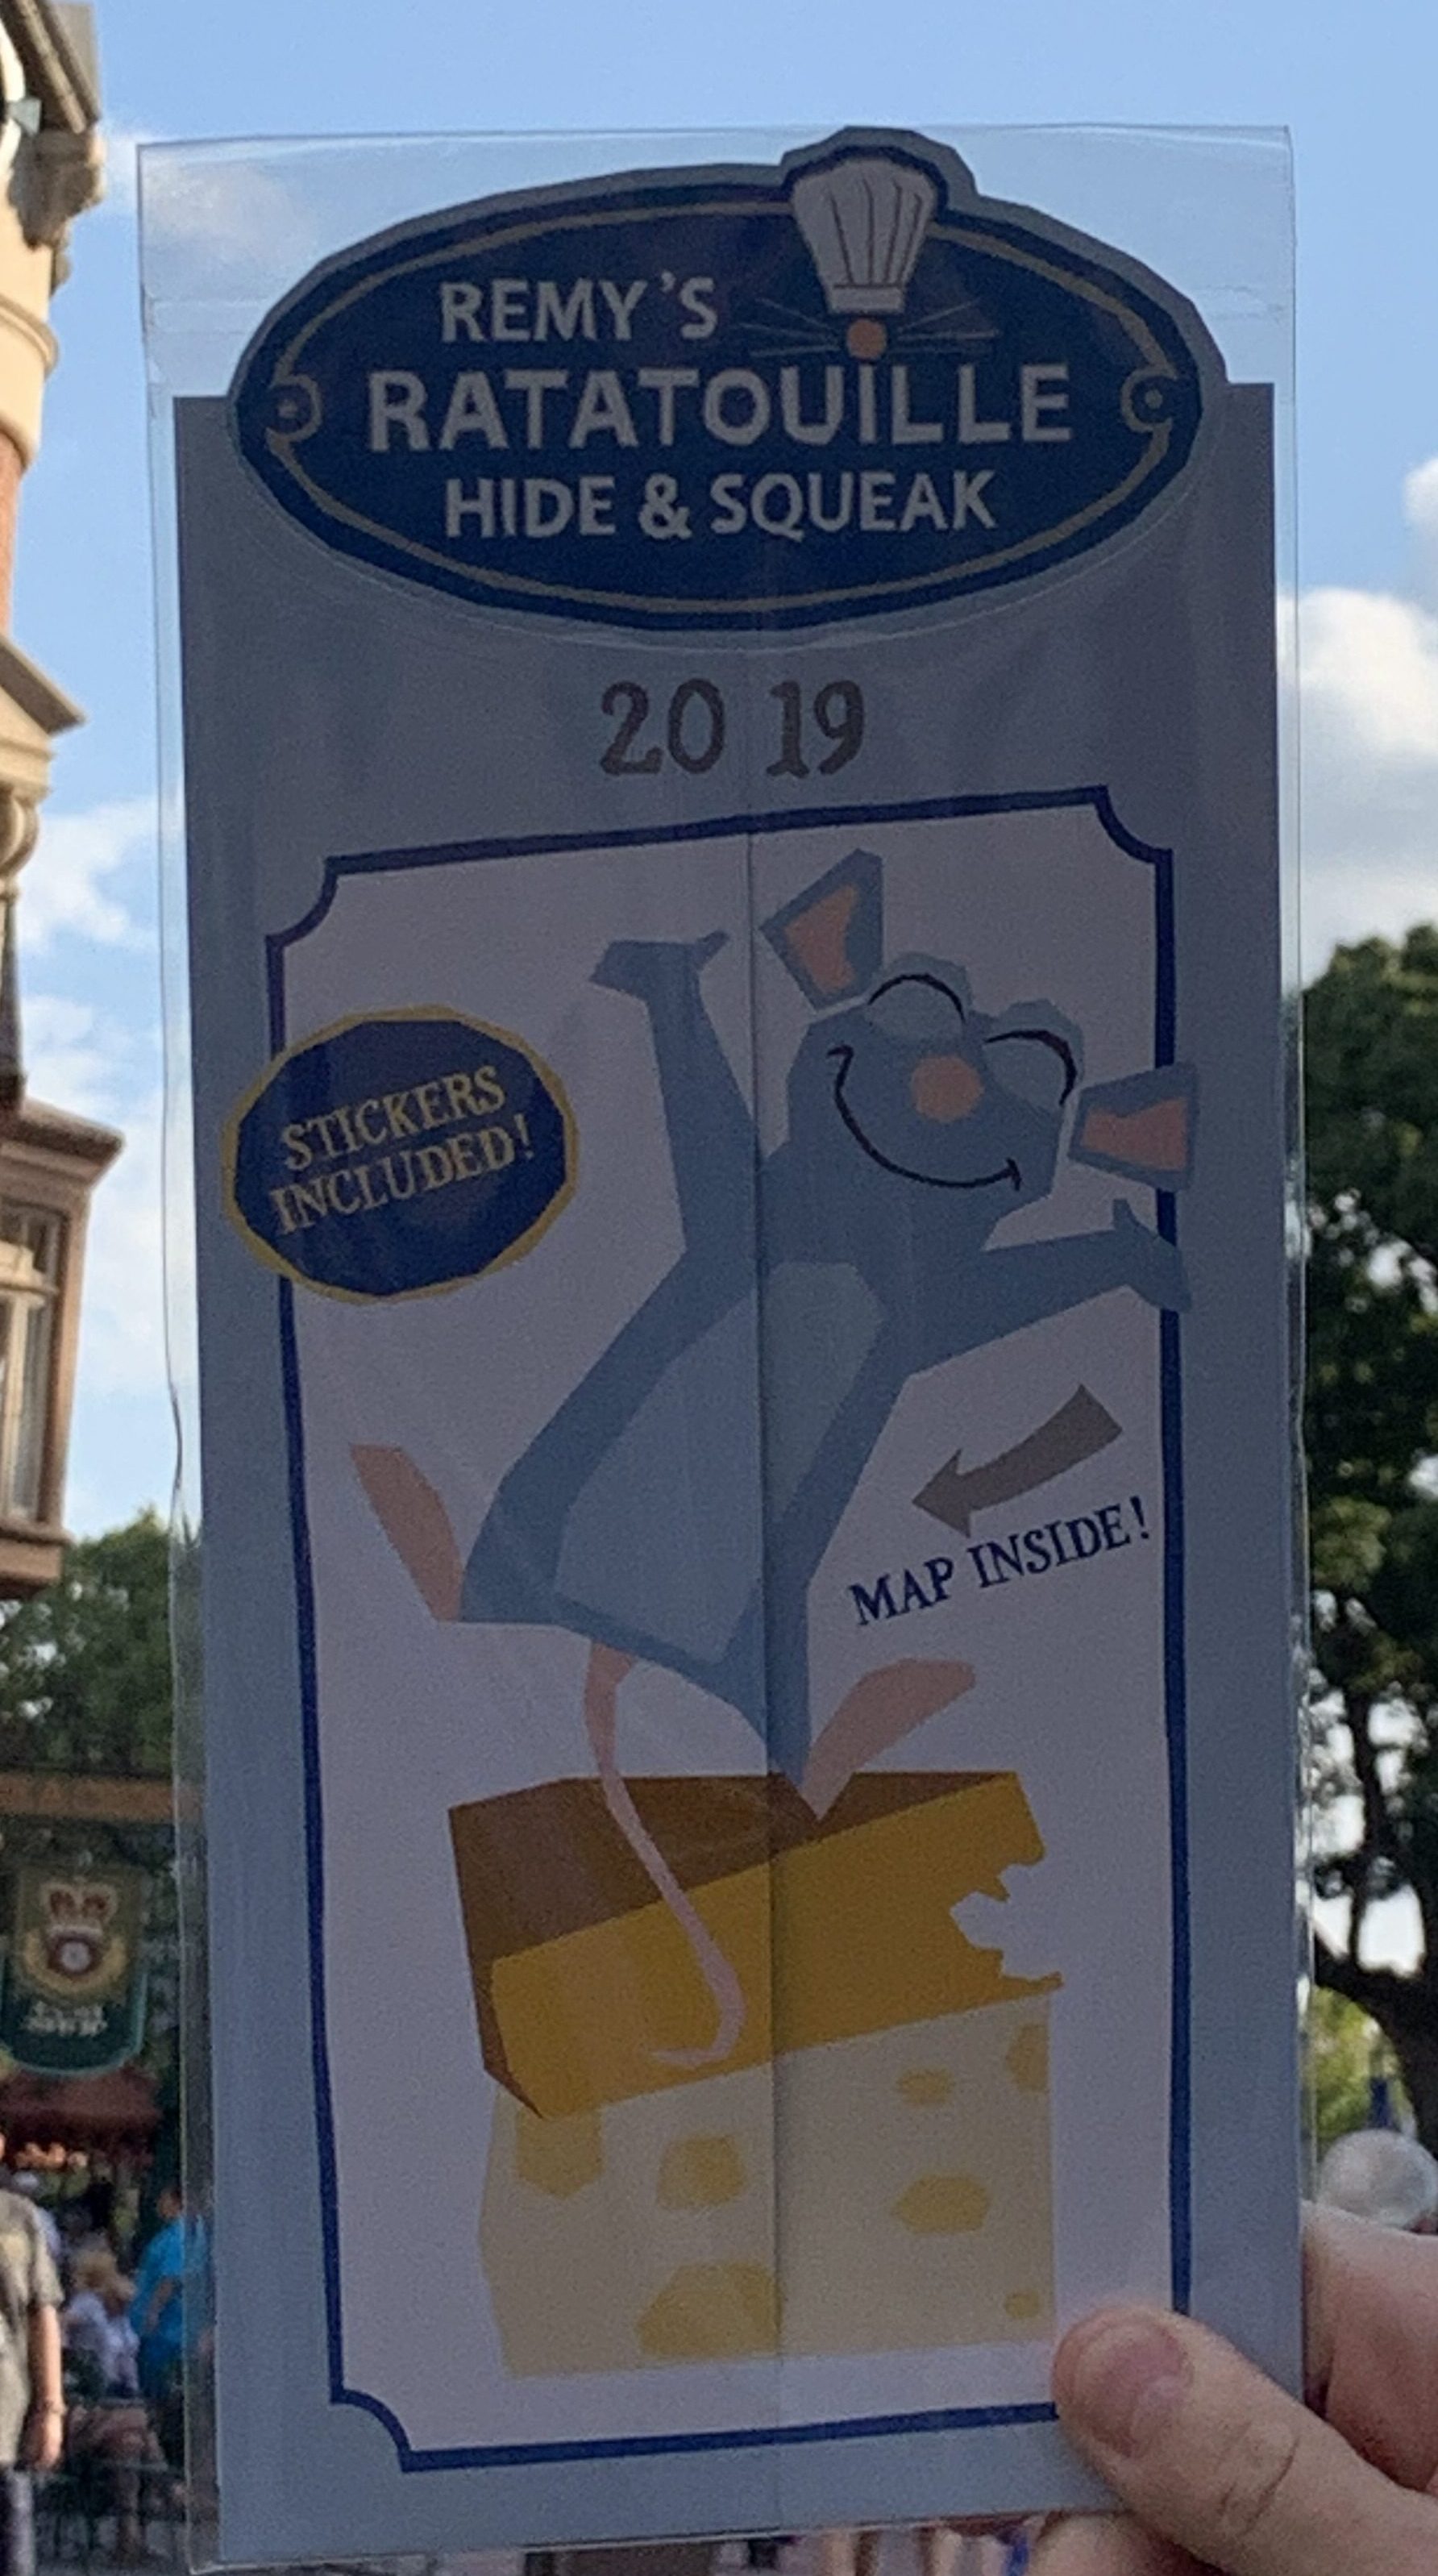 REMY'S
RATATOUILLE
HIDE & SQUEAK
2019
STICKERS
INCLUDED!
MAP INSIDE!